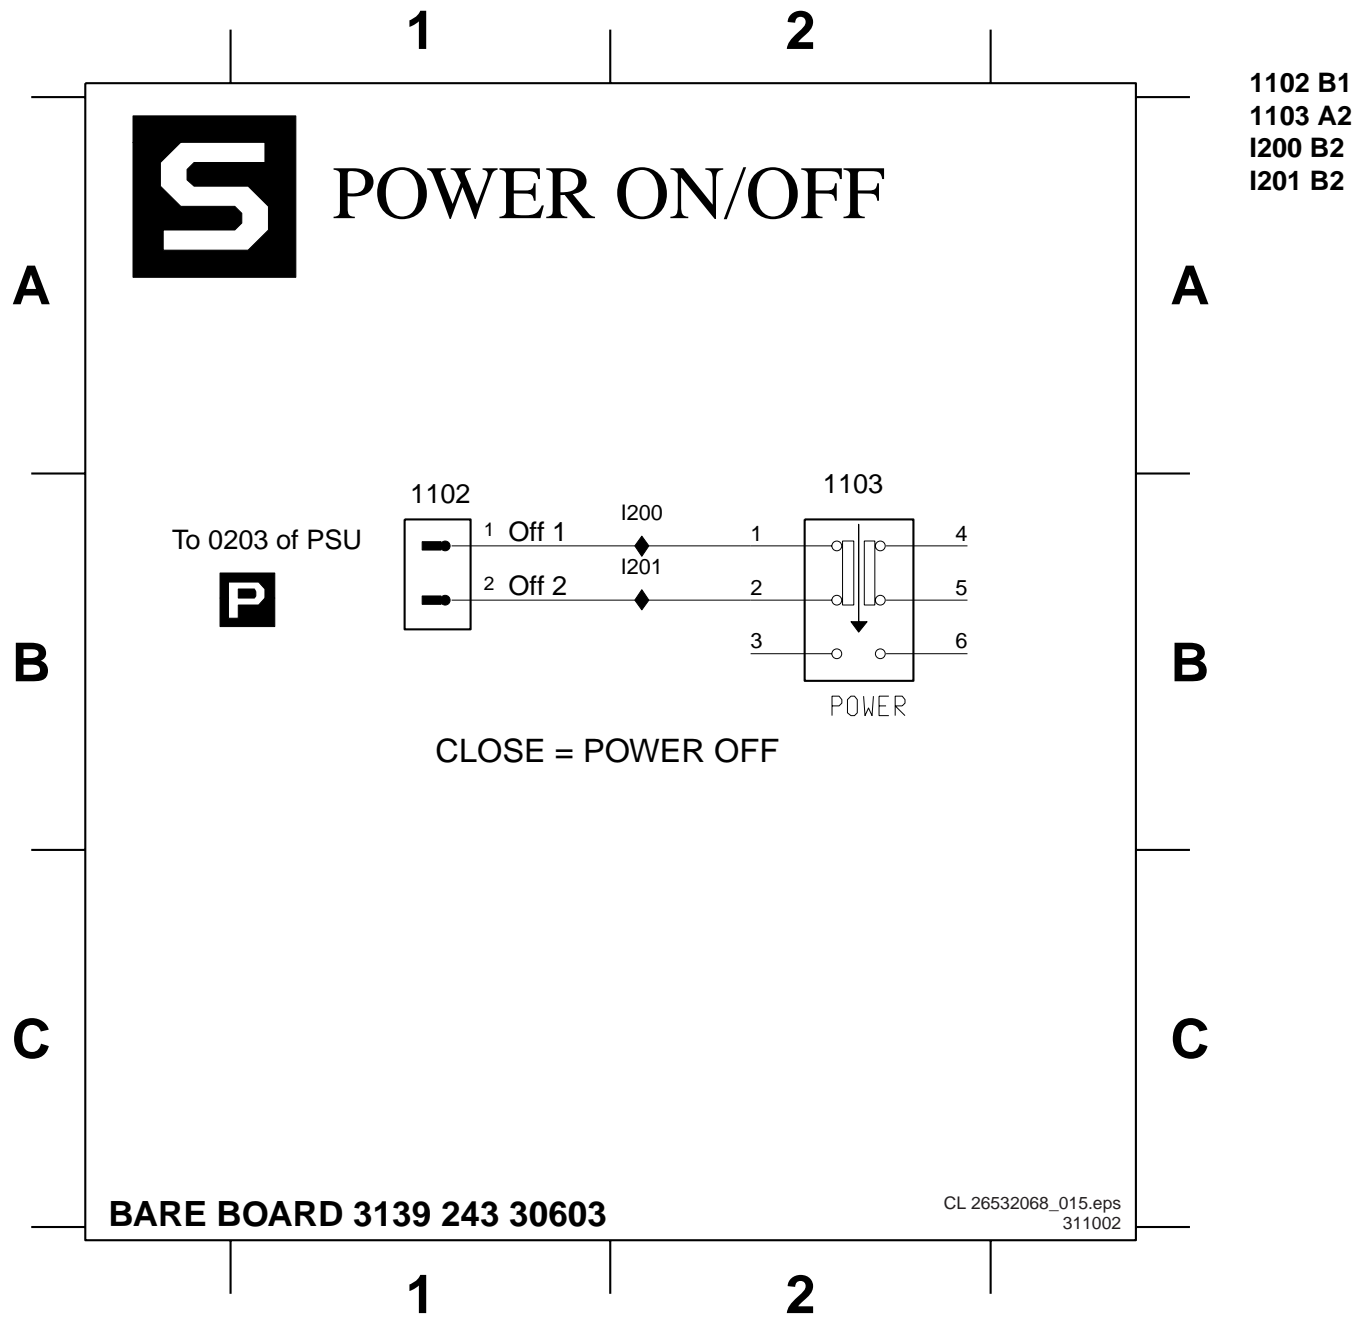 1 2
1102 B1
1103 A2
I200 B2
I201 B2
S POWER ON/OFF
A A
1102 1103
To 0203 of PSU
P
1 Off 1 I200 1 4
2 Off 2 I201 2 5
3 6
POWER
B B
CLOSE = POWER OFF
C C
BARE BOARD 3139 243 30603
CL 26532068_015.eps
311002
1 2